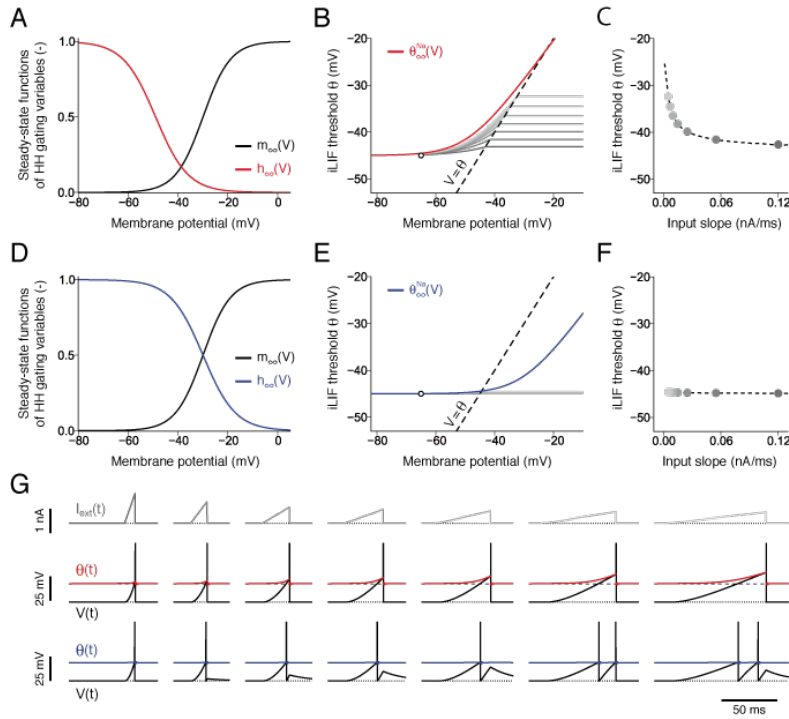 A
Steady-state functions
of HH gating variables (-)
1.0
0.5
0.0
m∞(V)
h∞(V)
−80 −60 −40 −20 0
Membrane potential (mV)
B
iLIF threshold θ (mV)
−20
−30
−40
−50
θ∞Na(V)
V=θ
−80 −60 −40 −20
Membrane potential (mV)
C
iLIF threshold θ (mV)
−20
−30
−40
−50
0.00 0.06 0.12
Input slope (nA/ms)
D
Steady-state functions
of HH gating variables (-)
1.0
0.5
0.0
m∞(V)
h∞(V)
−80 −60 −40 −20 0
Membrane potential (mV)
E
iLIF threshold θ (mV)
−20
−30
−40
−50
θ∞Na(V)
V=θ
−80 −60 −40 −20
Membrane potential (mV)
F
iLIF threshold θ (mV)
−20
−30
−40
−50
0.00 0.06 0.12
Input slope (nA/ms)
G
1 nA
Iext(t)
25 mV
θ(t)
V(t)
25 mV
θ(t)
V(t)
50 ms